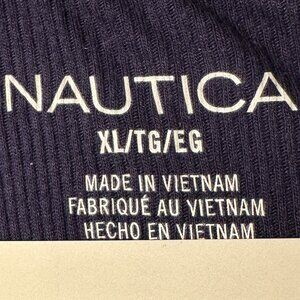 NAUTICA
XL/TG/EG
MADE IN VIETNAM
FABRIQUÉ AU VIETNAM
HECHO EN VIETNAM